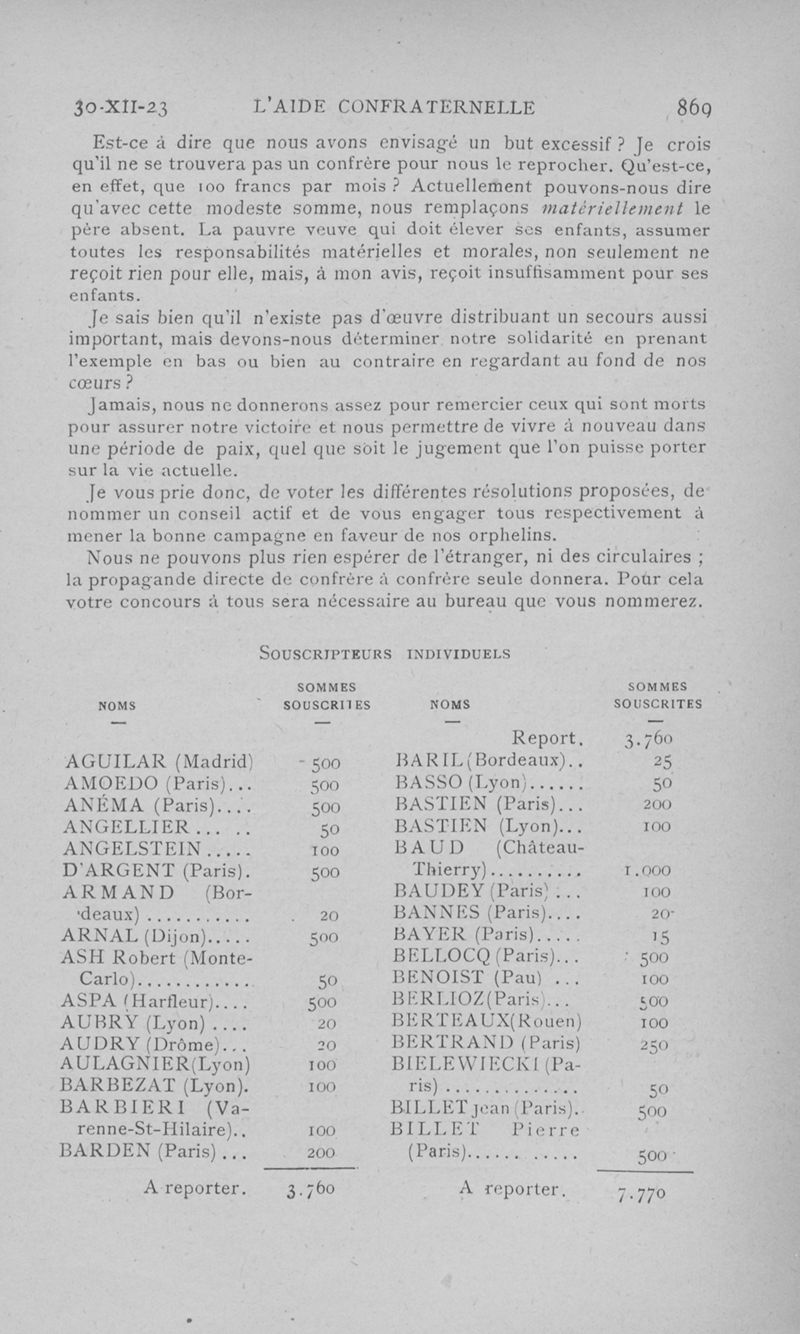 30-XII-23 L'AIDE CONFRATERNELLE 869
Est-ce à dire que nous avons envisagé un but excessif ? Je crois
qu'il ne se trouvera pas un confrère pour nous le reprocher. Qu'est-ce,
en effet, que 100 francs par mois ? Actuellement pouvons-nous dire
qu'avec cette modeste somme, nous remplaçons matériellement le
père absent. La pauvre veuve qui doit élever ses enfants, assumer
toutes les responsabilités matérielles et morales, non seulement ne
reçoit rien pour elle, mais, à mon avis, reçoit insuffisamment pour ses
enfants.
Je sais bien qu'il n'existe pas d'œuvre distribuant un secours aussi
important, mais devons-nous déterminer notre solidarité en prenant
l'exemple en bas ou bien au contraire en regardant au fond de nos
cœurs ?
Jamais, nous ne donnerons assez pour remercier ceux qui sont morts
pour assurer notre victoire et nous permettre de vivre à nouveau dans
une période de paix, quel que soit le jugement que l'on puisse porter
sur la vie actuelle.
Je vous prie donc, de voter les différentes résolutions proposées, de
nommer un conseil actif et de vous engager tous respectivement à
mener la bonne campagne en faveur de nos orphelins.
Nous ne pouvons plus rien espérer de l'étranger, ni des circulaires ;
la propagande directe de confrère à confrère seule donnera. Pour cela
votre concours à tous sera nécessaire au bureau que vous nommerez.
SOUSCRIPTEURS INDIVIDUELS
NOMS SOMMES SOUSCRITES
AGUILAR (Madrid) 500
AMOEDO (Paris)... 500
ANÉMA (Paris).... 500
ANGELLIER ... .. 50
ANGELSTEIN ..... 100
D'ARGENT (Paris). 500
ARMAND (Bor-
deaux) ........... 20
ARNAL (Dijon)..... 500
ASH Robert (Monte-
Carlo)............ 50
ASPA (Harfleur).... 500
AUBRY (Lyon) .... 20
AUDRY (Drôme)... 20
AULAGNIER(Lyon) 100
BARBEZAT (Lyon). 100
BARBIERI (Va-
renne-St-Hilaire).. 100
BARDEN (Paris) ... 200
A reporter. 3.760
NOMS SOMMES SOUSCRITES
Report. 3.760
BARIL (Bordeaux).. 25
BASSO (Lyon)...... 50
BASTIEN (Paris)... 200
BASTIEN (Lyon)... 100
BAUD (Château-
Thierry).......... 1.000
BAUDEY (Paris) ... 100
BANNES (Paris).... 20
BAYER (Paris)..... 15
BELLOCQ (Paris)... 500
BENOIST (Pau) ... 100
BERLIOZ (Paris)... 500
BERTEAUX(Rouen) 100
BERTRAND (Paris) 250
BIELEWIECKI (Pa-
ris) .............. 50
BILLET jean (Paris).. 500
BILLET Pierre
(Paris)...... ..... 500
A reporter. 7.770